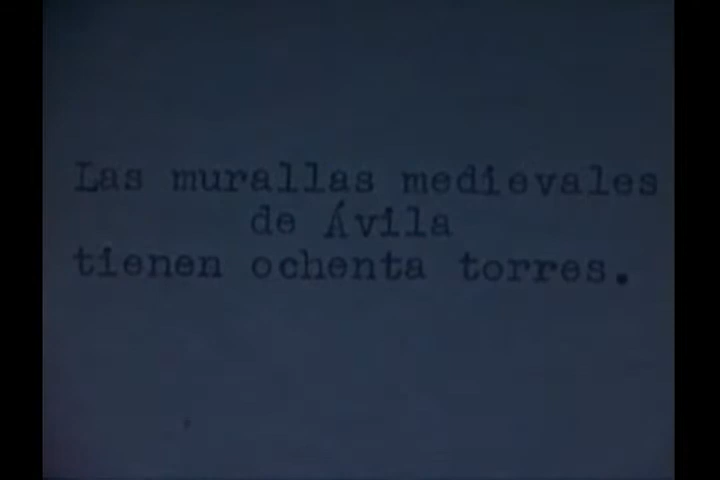 Las murallas medievales
de Ávila
tienen ochenta torres.